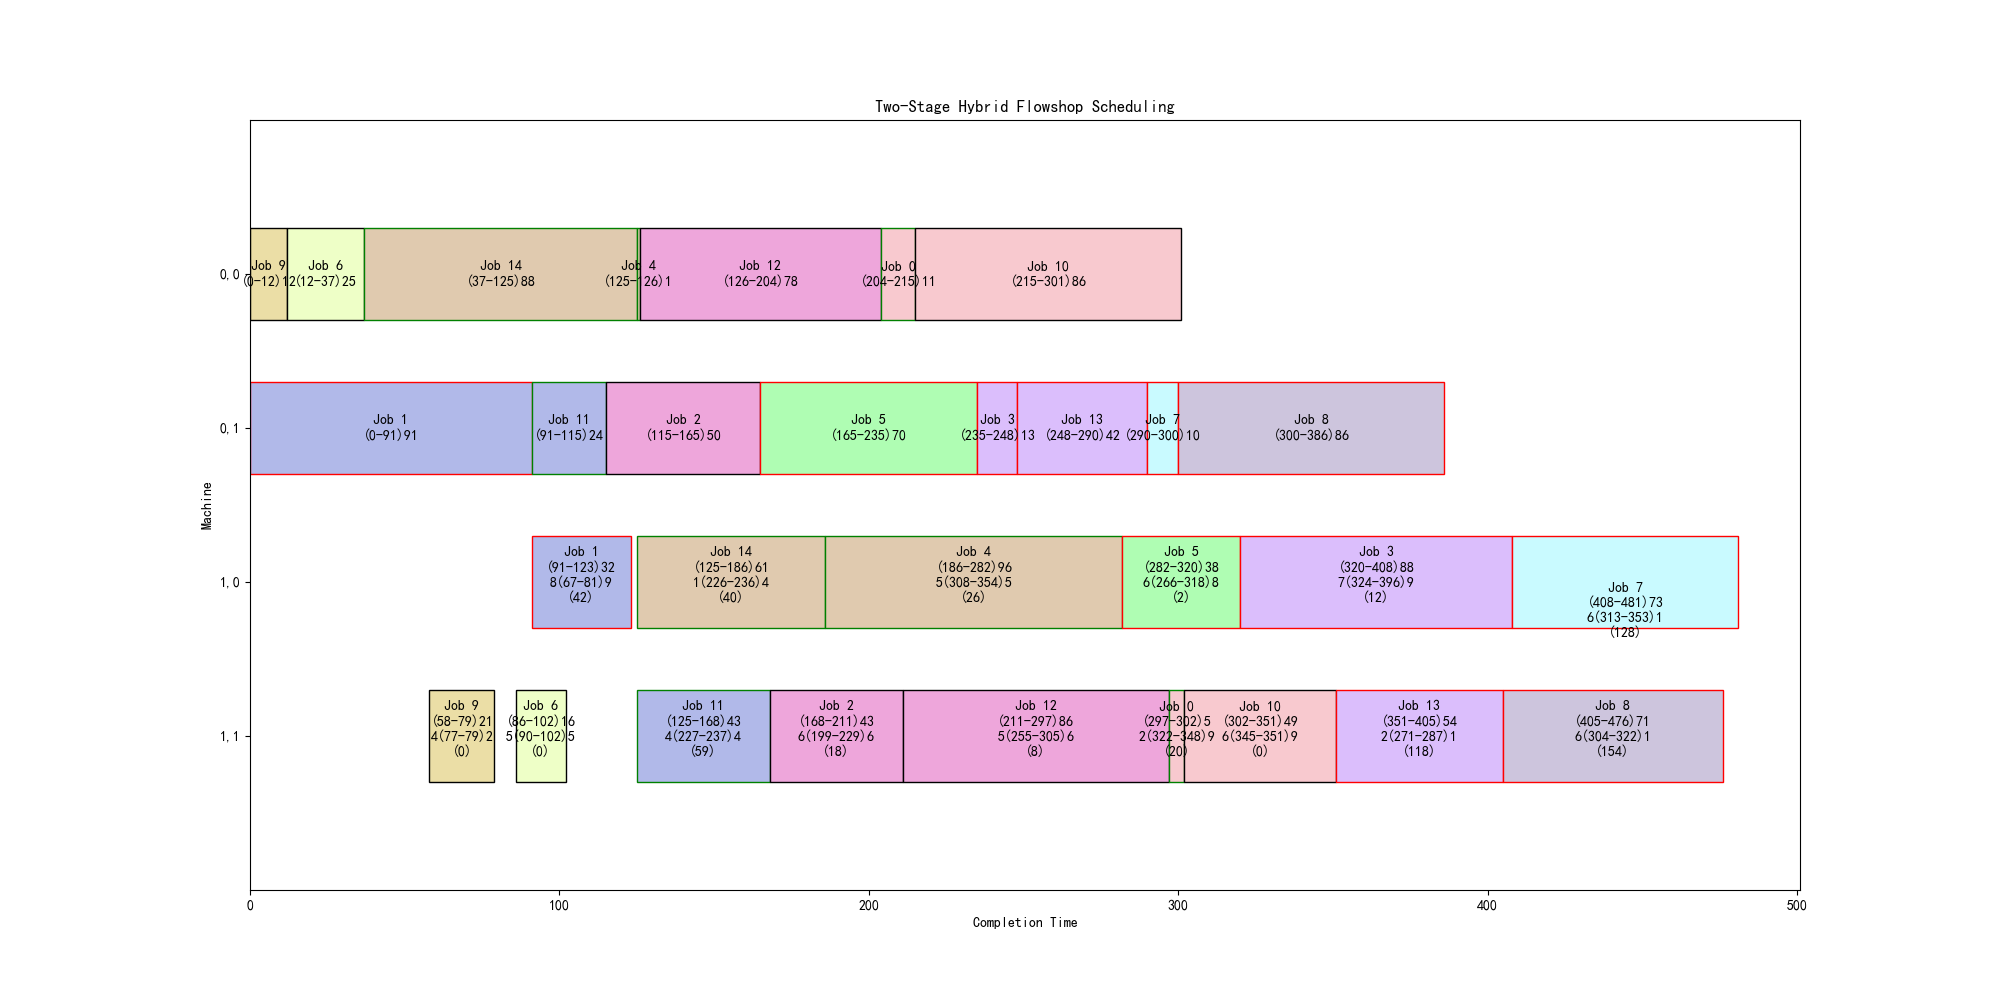 Two-Stage Hybrid Flowshop Scheduling
Machine
0,0
Job 9
(0-12)12
Job 6
(12-37)25
Job 14
(37-125)88
Job 4
(125-126)1
Job 12
(126-204)78
Job 0
(204-215)11
Job 10
(215-301)86
0,1
Job 1
(0-91)91
Job 11
(91-115)24
Job 2
(115-165)50
Job 5
(165-235)70
Job 3
(235-248)13
Job 13
(248-290)42
Job 7
(290-300)10
Job 8
(300-386)86
1,0
Job 1
(91-123)32
8(67-81)9
(42)
Job 14
(125-186)61
1(226-236)4
(40)
Job 4
(186-282)96
5(308-354)5
(26)
Job 5
(282-320)38
6(266-318)8
(2)
Job 3
(320-408)88
7(324-396)9
(12)
Job 7
(408-481)73
6(313-353)1
(128)
1,1
Job 9
(58-79)21
4(77-79)2
(0)
Job 6
(86-102)16
5(90-102)5
(0)
Job 11
(125-168)43
4(227-237)4
(59)
Job 2
(168-211)43
6(199-229)6
(18)
Job 12
(211-297)86
5(255-305)6
(8)
Job 0
(297-302)5
2(322-348)9
(20)
Job 10
(302-351)49
6(345-351)9
(0)
Job 13
(351-405)54
2(271-287)1
(118)
Job 8
(405-476)71
6(304-322)1
(154)
0
100
200
300
400
500
Completion Time